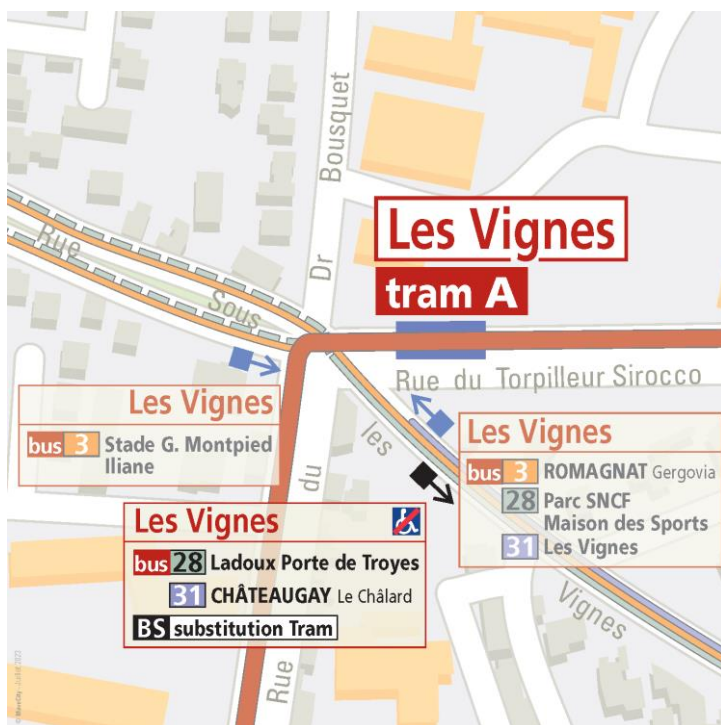 Bousquet
Dr
Les Vignes
tram A
Rue
Sous
les
Vignes
Rue du Torpilleur Sirocco
Les Vignes
bus 3 Stade G. Montpied
Iliane
Les Vignes
bus 3 ROMAGNAT Gergovia
28 Parc SNCF
Maison des Sports
31 Les Vignes
Les Vignes
bus 28 Ladoux Porte de Troyes
31 CHÂTEAUGAY Le Châlard
BS substitution Tram
Rue
du